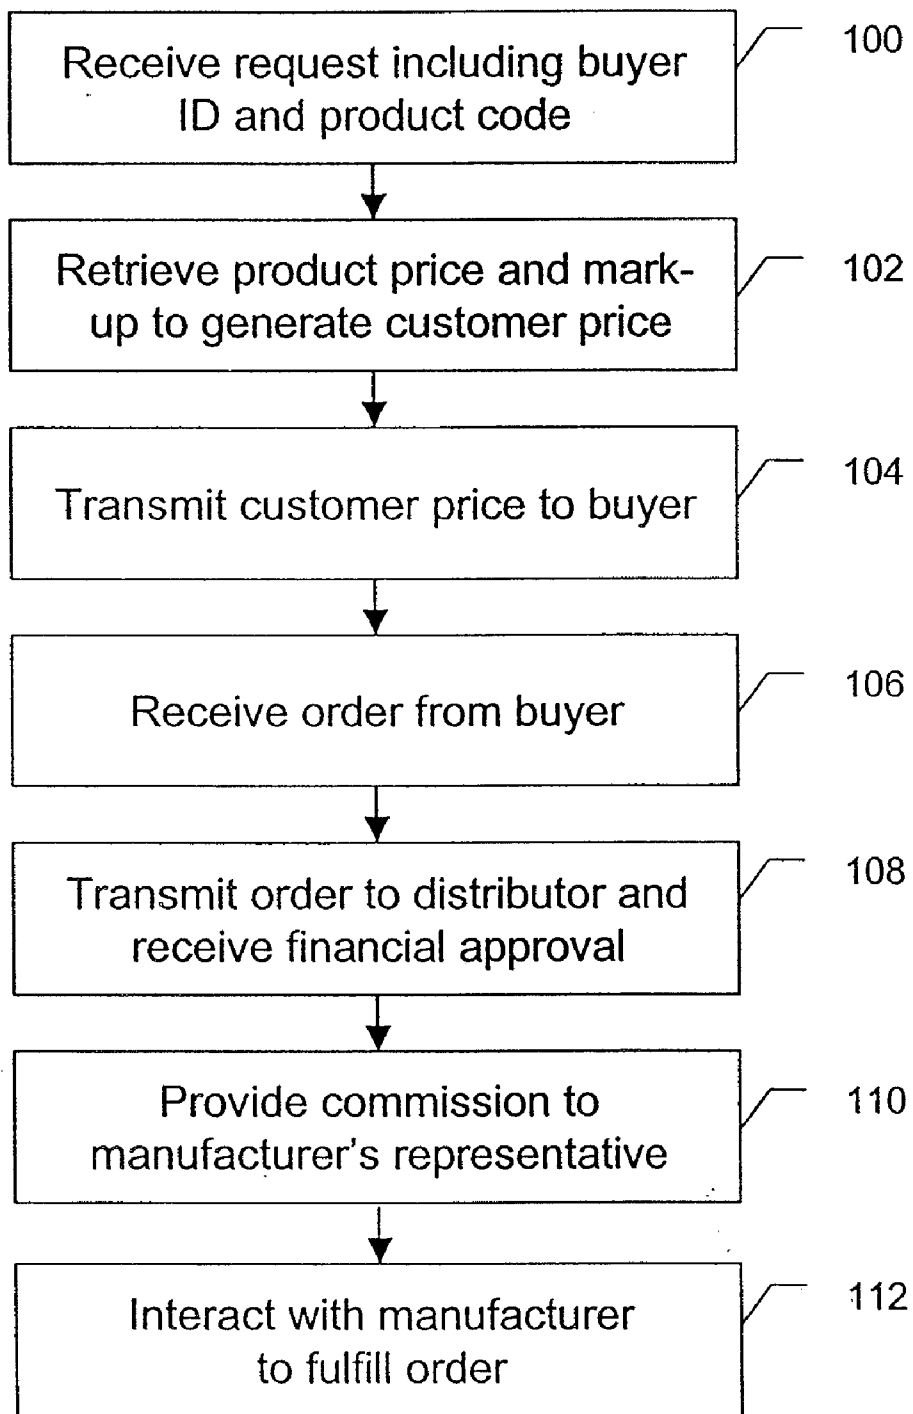 Receive request including buyer
ID and product code
100
Retrieve product price and mark-
up to generate customer price
102
Transmit customer price to buyer
104
Receive order from buyer
106
Transmit order to distributor and
receive financial approval
108
Provide commission to
manufacturer's representative
110
Interact with manufacturer
to fulfill order
112